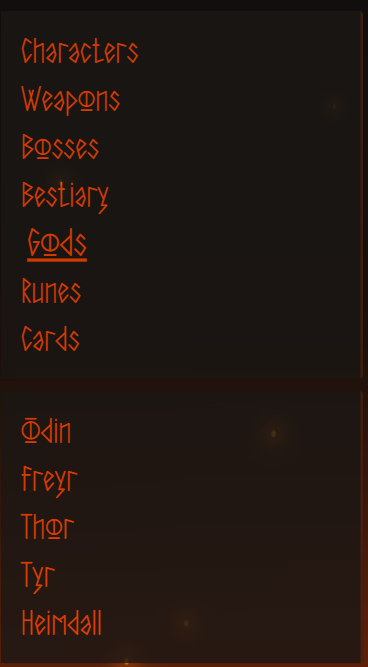 Characters
Weapons
Bosses
Bestiary
Gods
Runes
Cards
Odin
Freyr
Thor
Tyr
Heimdall